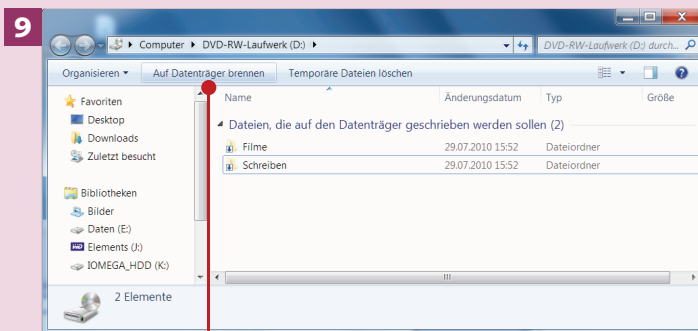 9
Computer DVD-RW-Laufwerk (D:) DVD-RW-Laufwerk (D:) durch...
Organisieren Auf Datenträger brennen Temporäre Dateien löschen
Favoriten
Desktop
Downloads
Zuletzt besucht
Bibliotheken
Bilder
Daten (E:)
Elements (J:)
IOMEGA_HDD (K:)
Name Änderungsdatum Typ Größe
Dateien, die auf den Datenträger geschrieben werden sollen (2)
Filme 29.07.2010 15:52 Dateiordner
Schreiben 29.07.2010 15:52 Dateiordner
2 Elemente